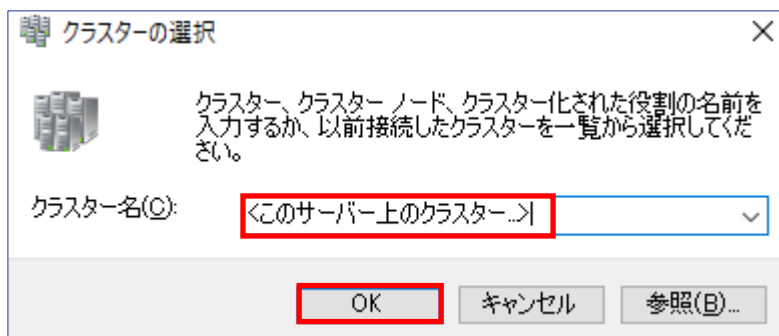 クラスターの選択
クラスター、クラスター ノード、クラスター化された役割の名前を
入力するか、以前接続したクラスターを一覧から選択してくだ
さい。
クラスター名(C):
<このサーバー上のクラスター...>
OK
キャンセル
参照(B)...